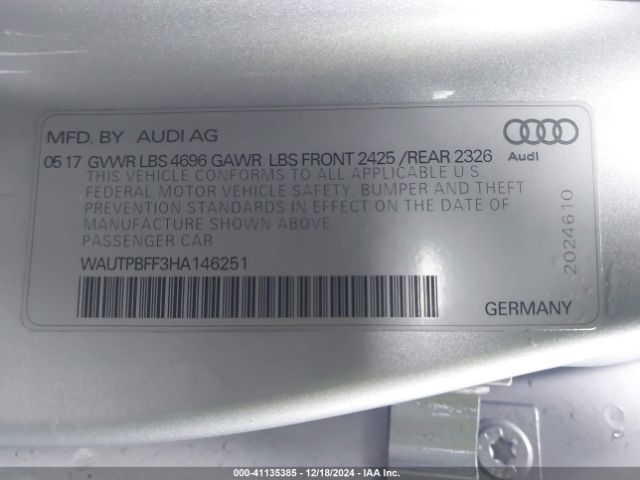 MFD. BY AUDI AG
05 17 GVWR LBS 4696 GAWR LBS FRONT 2425 /REAR 2326
THIS VEHICLE CONFORMS TO ALL APPLICABLE U.S.
FEDERAL MOTOR VEHICLE SAFETY, BUMPER AND THEFT
PREVENTION STANDARDS IN EFFECT ON THE DATE OF
MANUFACTURE SHOWN ABOVE
PASSENGER CAR
WAUTPBFF3HA146251
Audi
2024610
GERMANY
000-41135385 | 12/18/2024 | IAA Inc.